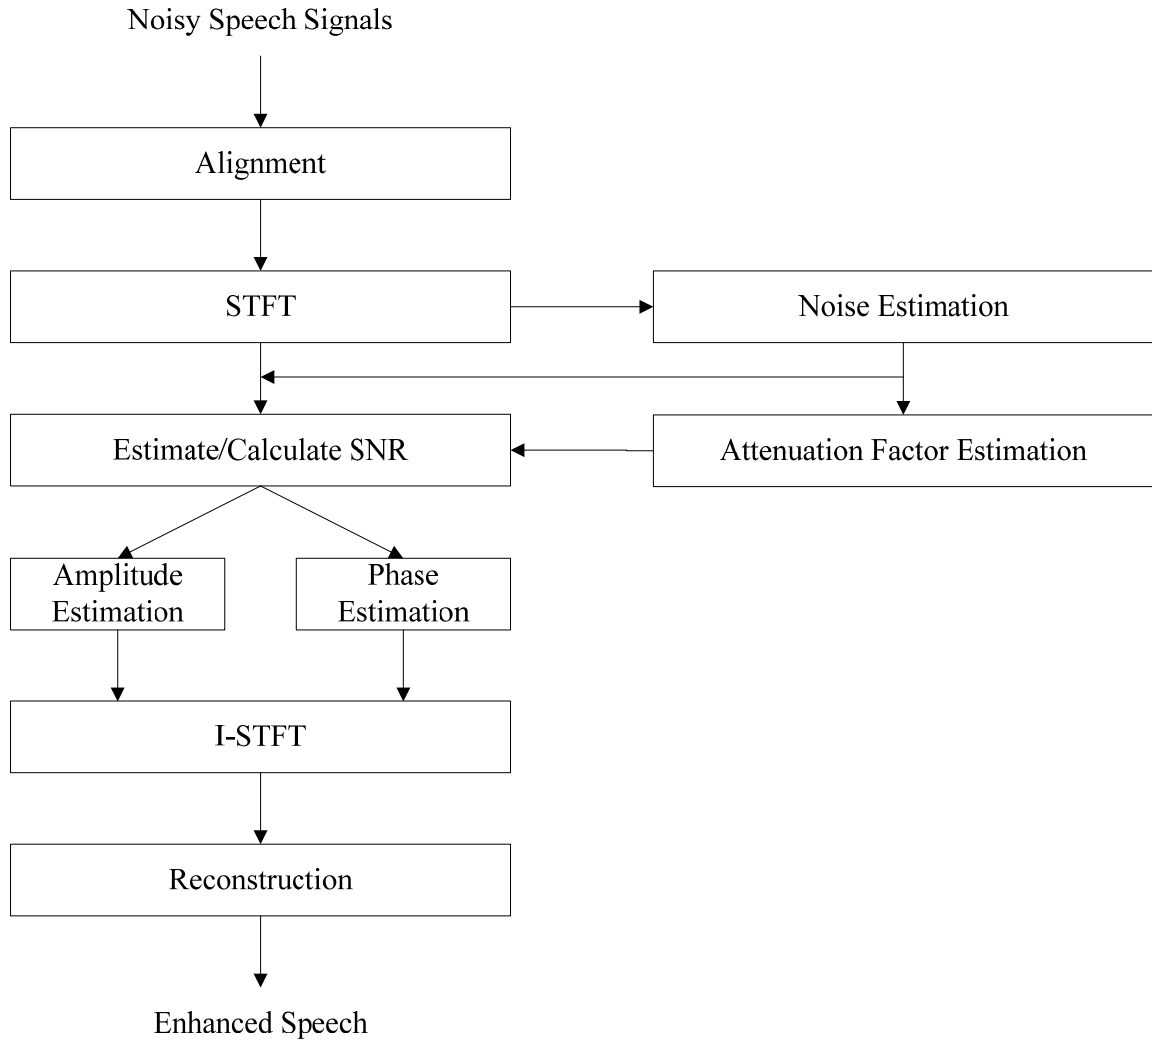 Noisy Speech Signals
Alignment
STFT
Noise Estimation
Estimate/Calculate SNR
Attenuation Factor Estimation
Amplitude
Estimation
Phase
Estimation
I-STFT
Reconstruction
Enhanced Speech